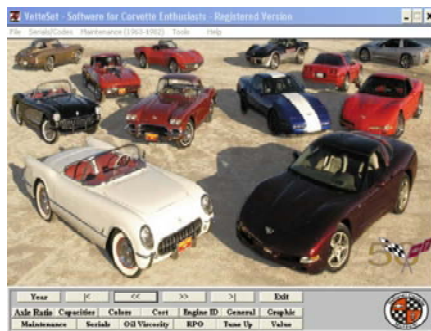 VetteSet - Software for Corvette Enthusiasts - Registered Version
File Serials/Codes Maintenance (1963-1982) Tools Help
50
Year |< << >> >| Exit
Axle Ratio Capacities Colors Cost Engine ID General Graphic
Maintenance Serials Oil Viscosity RPO Tune Up Value